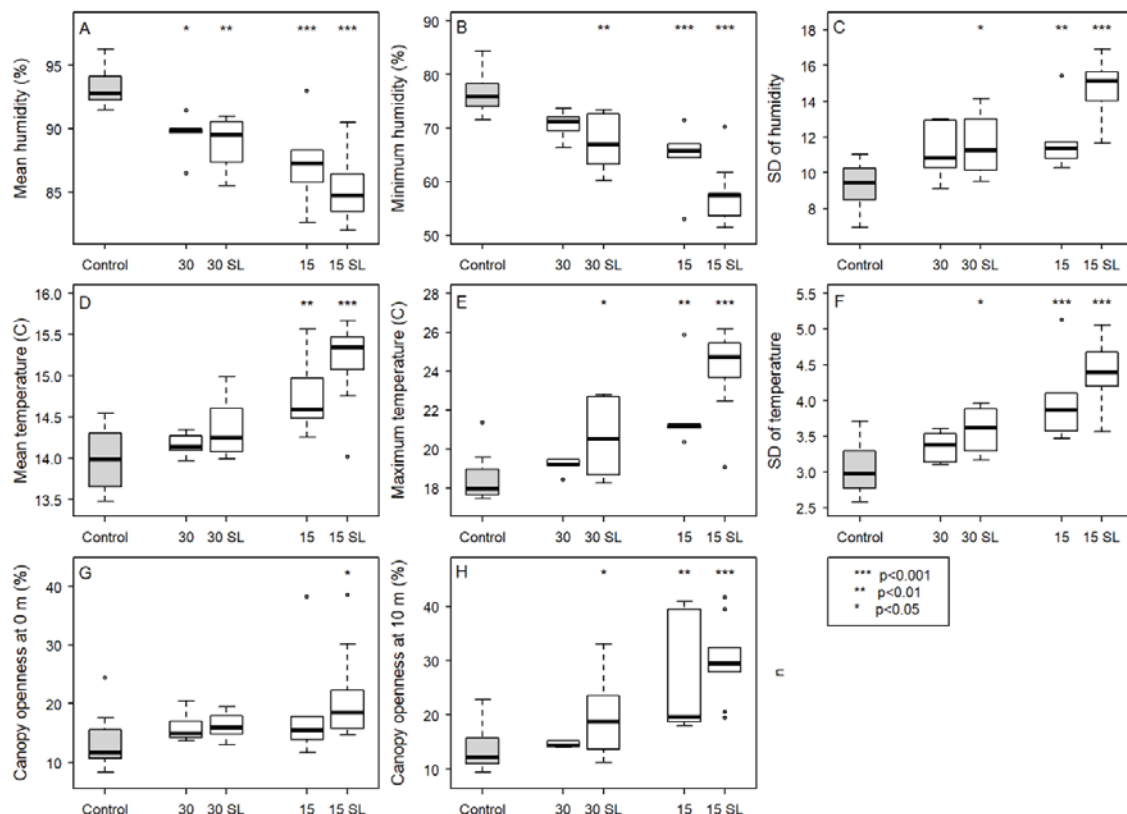 A * ** *** ***
Mean humidity (%)
95
90
85
Control 30 30 SL 15 15 SL
B ** *** ***
Minimum humidity (%)
90
80
70
60
50
Control 30 30 SL 15 15 SL
C * ** ***
SD of humidity
18
16
14
12
10
8
Control 30 30 SL 15 15 SL
D ** ***
Mean temperature (C)
16.0
15.5
15.0
14.5
14.0
13.5
Control 30 30 SL 15 15 SL
E * ** ***
Maximum temperature (C)
28
26
24
22
20
18
Control 30 30 SL 15 15 SL
F * *** ***
SD of temperature
5.5
5.0
4.5
4.0
3.5
3.0
2.5
Control 30 30 SL 15 15 SL
G *
Canopy openness at 0 m (%)
40
30
20
10
Control 30 30 SL 15 15 SL
H * ** ***
Canopy openness at 10 m (%)
40
30
20
10
Control 30 30 SL 15 15 SL
*** p<0.001
** p<0.01
* p<0.05
n